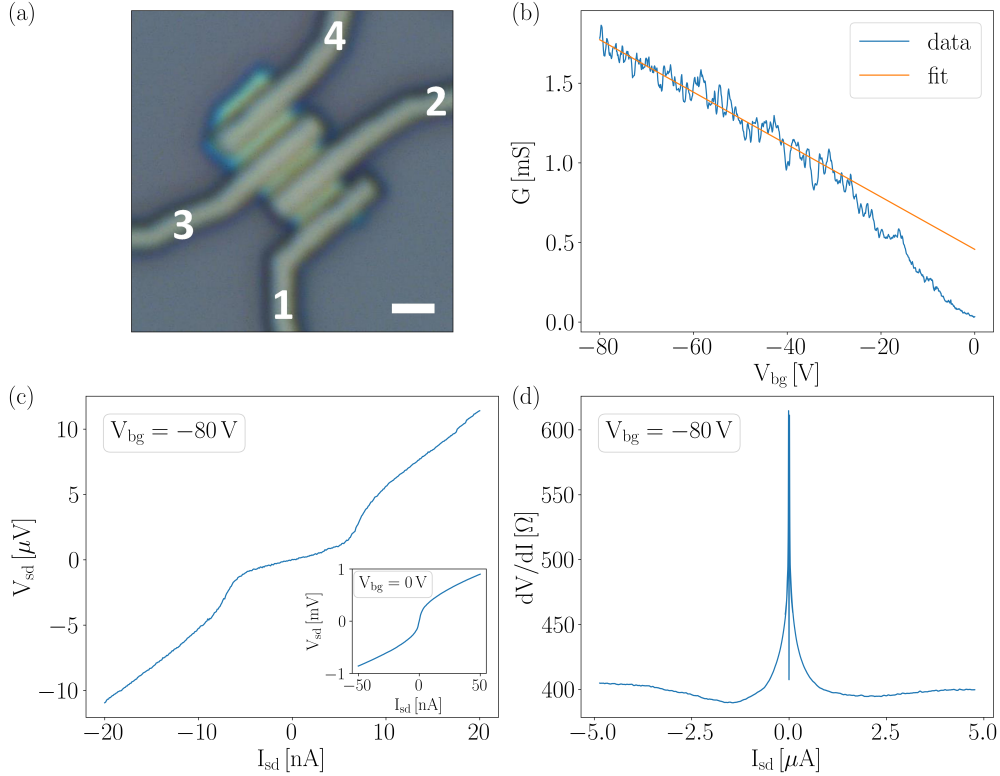 (a)
4
2
3
1
(b)
G [mS]
1.5
1.0
0.5
0.0
data
fit
−80
−60
−40
−20
0
V_bg [V]
(c)
V_sd [μV]
10
5
0
−5
−10
V_bg = −80 V
V_sd [mV]
1
0
−1
V_bg = 0 V
−50
0
50
I_sd [nA]
−20
−10
0
10
20
I_sd [nA]
(d)
dV/dI [Ω]
600
550
500
450
400
V_bg = −80 V
−5.0
−2.5
0.0
2.5
5.0
I_sd [μA]